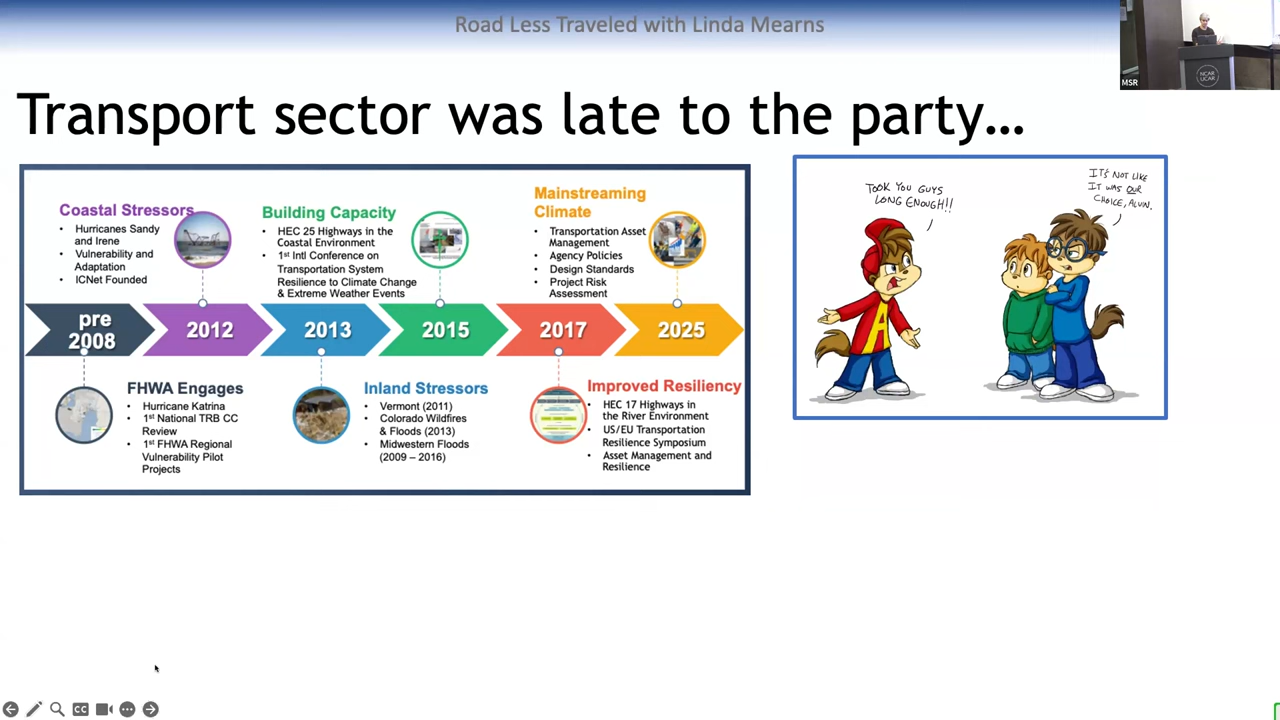 Road Less Traveled with Linda Mearns
MSR
NCAR
UCAR
Transport sector was late to the party…
Coastal Stressors
• Hurricanes Sandy
and Irene
• Vulnerability and
Adaptation
• ICNet Founded
Building Capacity
• HEC 25 Highways in the
Coastal Environment
• 1st Intl Conference on
Transportation System
Resilience to Climate Change
& Extreme Weather Events
Mainstreaming
Climate
• Transportation Asset
Management
• Agency Policies
• Design Standards
• Project Risk
Assessment
pre
2008
2012
2013
2015
2017
2025
FHWA Engages
• Hurricane Katrina
• 1st National TRB CC
Review
• 1st FHWA Regional
Vulnerability Pilot
Projects
Inland Stressors
• Vermont (2011)
• Colorado Wildfires
& Floods (2013)
• Midwestern Floods
(2009 – 2016)
Improved Resiliency
• HEC 17 Highways in
the River Environment
• US/EU Transportation
Resilience Symposium
• Asset Management and
Resilience
TOOK YOU GUYS
LONG ENOUGH!!
IT'S NOT LIKE
IT WAS OUR
CHOICE, ALVIN.
A
CC